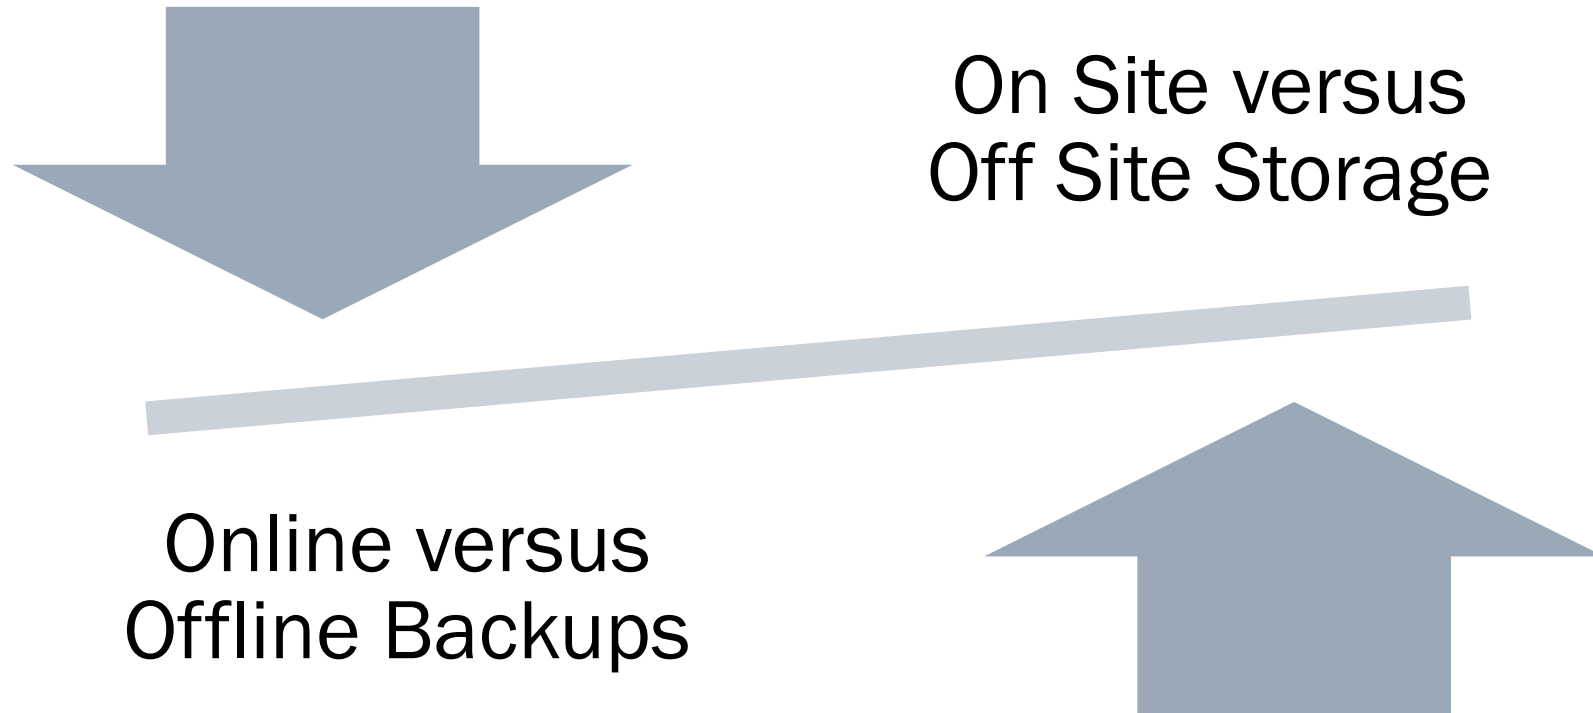 On Site versus
Off Site Storage
Online versus
Offline Backups